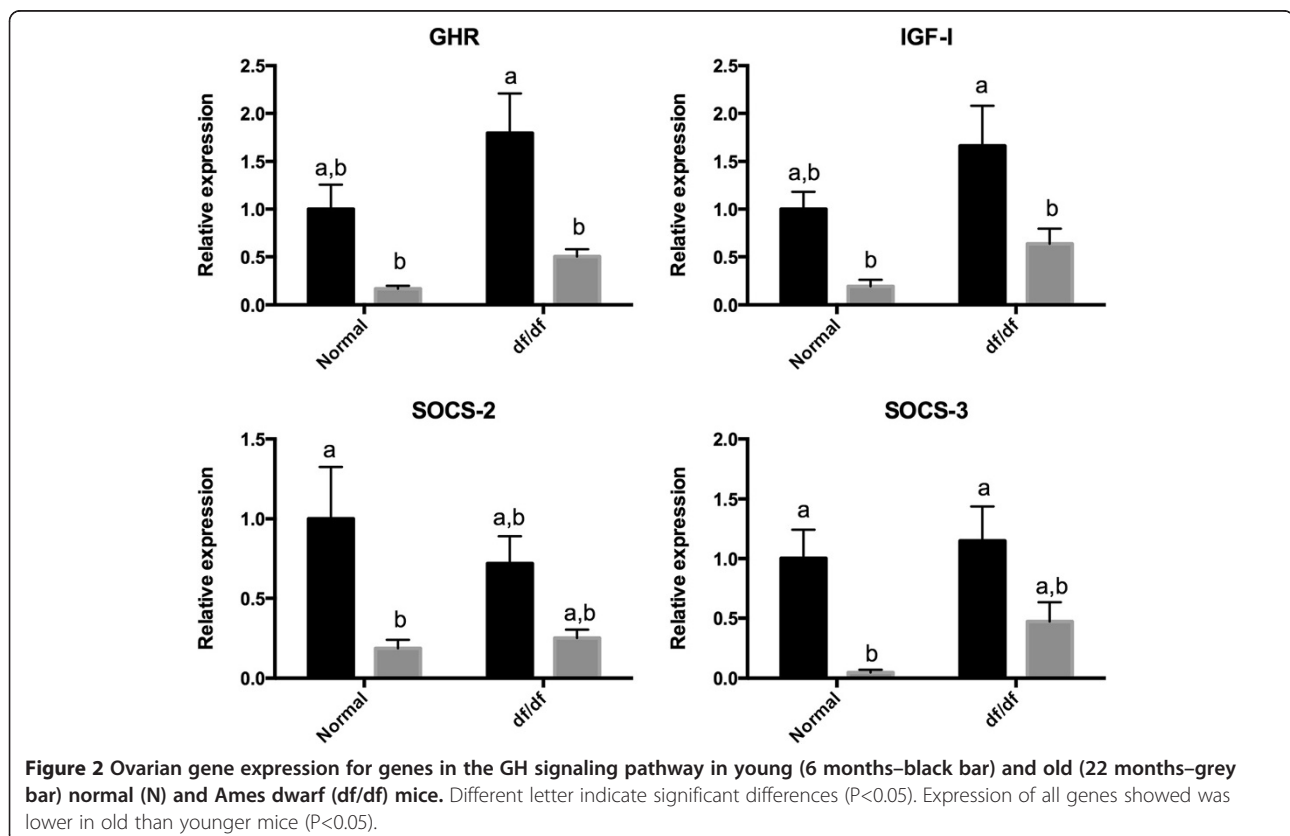 GHR
Relative expression
2.5
2.0
1.5
1.0
0.5
0.0
a,b
b
a
b
Normal
df/df
IGF-I
Relative expression
2.5
2.0
1.5
1.0
0.5
0.0
a,b
b
a
b
Normal
df/df
SOCS-2
Relative expression
1.5
1.0
0.5
0.0
a
b
a,b
a,b
Normal
df/df
SOCS-3
Relative expression
2.0
1.5
1.0
0.5
0.0
a
b
a
a,b
Normal
df/df
Figure 2 Ovarian gene expression for genes in the GH signaling pathway in young (6 months–black bar) and old (22 months–grey
bar) normal (N) and Ames dwarf (df/df) mice. Different letter indicate significant differences (P<0.05). Expression of all genes showed was
lower in old than younger mice (P<0.05).